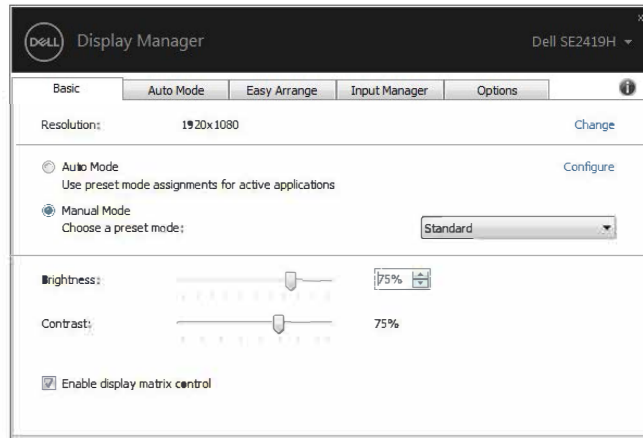 DELL Display Manager Dell SE2419H
Basic Auto Mode Easy Arrange Input Manager Options
Resolution: 1920x1080 Change
Auto Mode Configure
Use preset mode assignments for active applications
Manual Mode
Choose a preset mode: Standard
Brightness: 75%
Contrast: 75%
Enable display matrix control